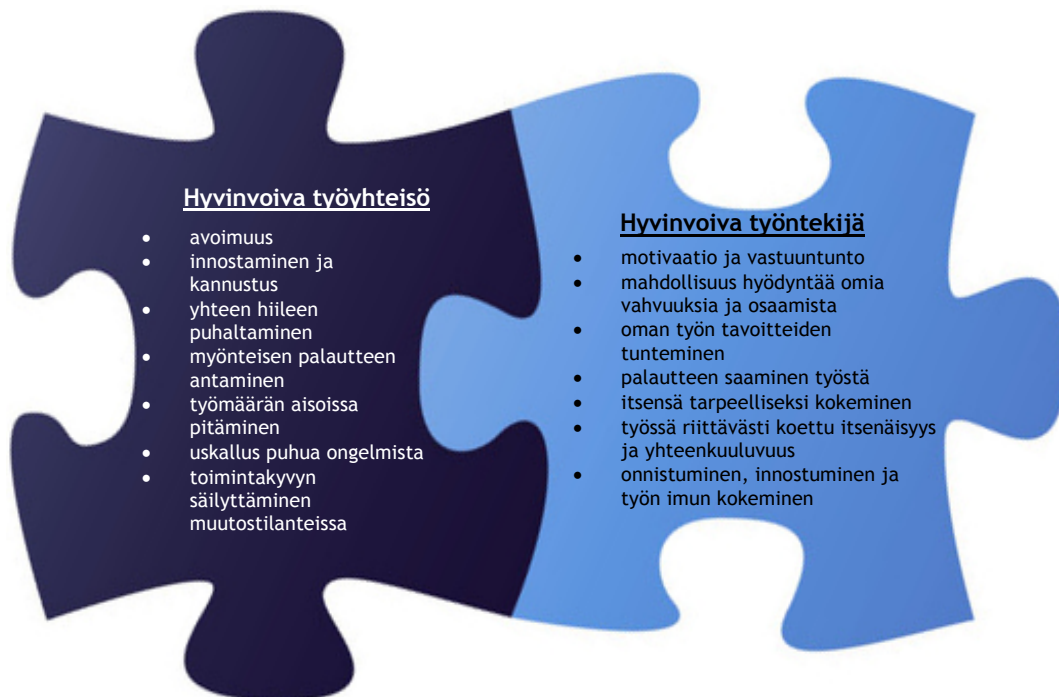 Hyvinvoiva työyhteisö
• avoimuus
• innostaminen ja
kannustus
• yhteen hiileen
puhaltaminen
• myönteisen palautteen
antaminen
• työmäärän aisoissa
pitäminen
• uskallus puhua ongelmista
• toimintakyvyn
säilyttäminen
muutostilanteissa
Hyvinvoiva työntekijä
• motivaatio ja vastuuntunto
• mahdollisuus hyödyntää omia
vahvuuksia ja osaamista
• oman työn tavoitteiden
tunteminen
• palautteen saaminen työstä
• itsensä tarpeelliseksi kokeminen
• työssä riittävästi koettu itsenäisyys
ja yhteenkuuluvuus
• onnistuminen, innostuminen ja
työn imun kokeminen